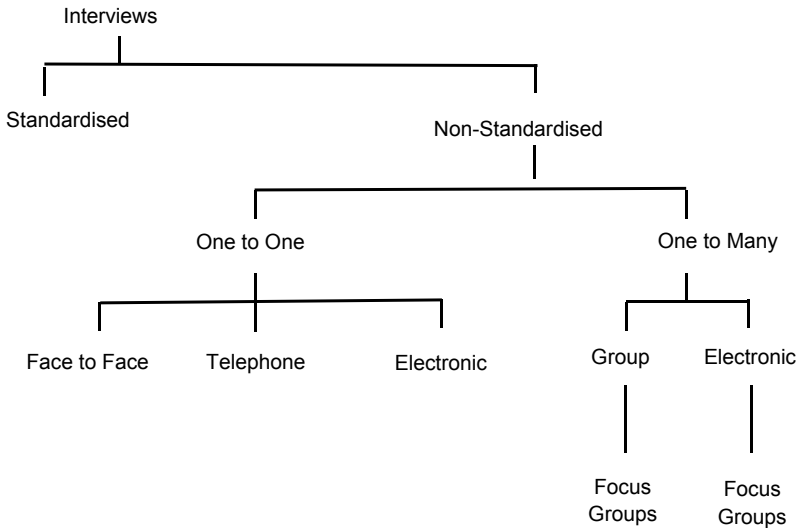 Interviews
Standardised
Non-Standardised
One to One
One to Many
Face to Face
Telephone
Electronic
Group
Electronic
Focus
Groups
Focus
Groups